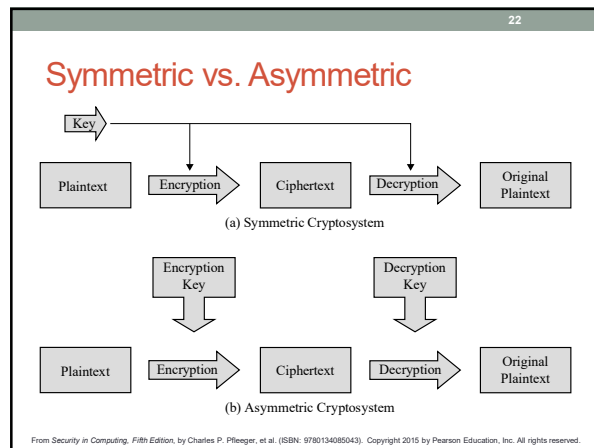 22
Symmetric vs. Asymmetric
Key
Plaintext
Encryption
Ciphertext
Decryption
Original
Plaintext
(a) Symmetric Cryptosystem
Encryption
Key
Decryption
Key
Plaintext
Encryption
Ciphertext
Decryption
Original
Plaintext
(b) Asymmetric Cryptosystem
From Security in Computing, Fifth Edition, by Charles P. Pfleeger, et al. (ISBN: 9780134085043). Copyright 2015 by Pearson Education, Inc. All rights reserved.